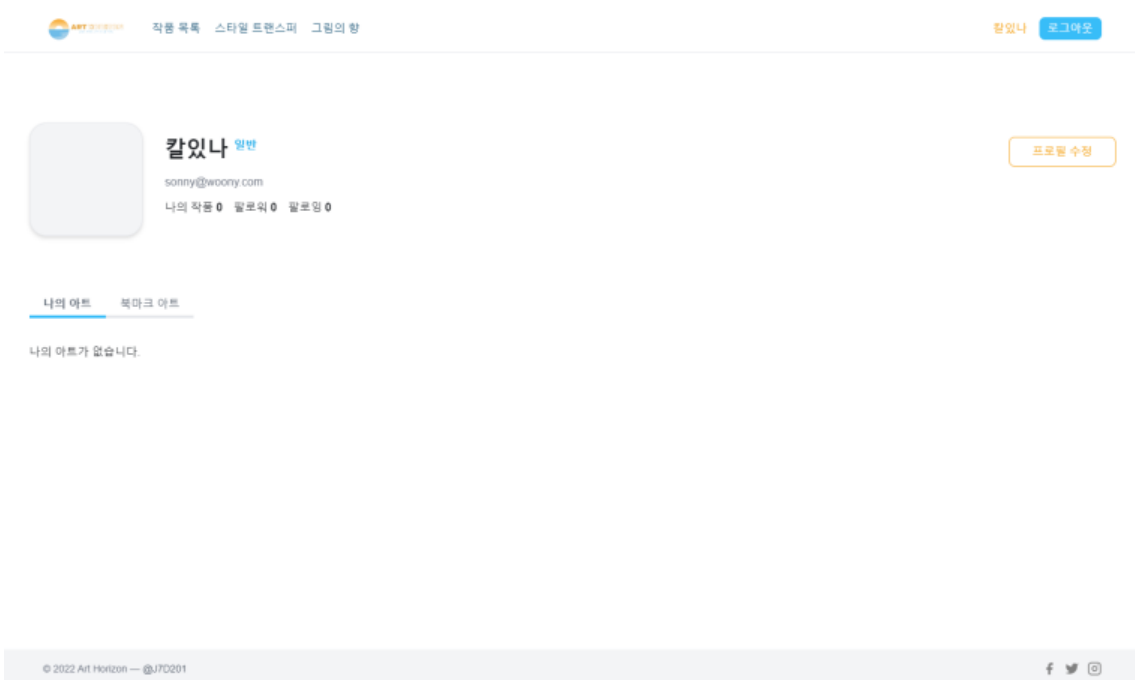 ART HORIZON 작품 목록 스타일 트랜스퍼 그림의 향 칼있나 로그아웃
칼있나 일반 프로필 수정
sonny@woony.com
나의 작품 0 팔로워 0 팔로잉 0
나의 아트 북마크 아트
나의 아트가 없습니다.
© 2022 Art Horizon — @J7D201